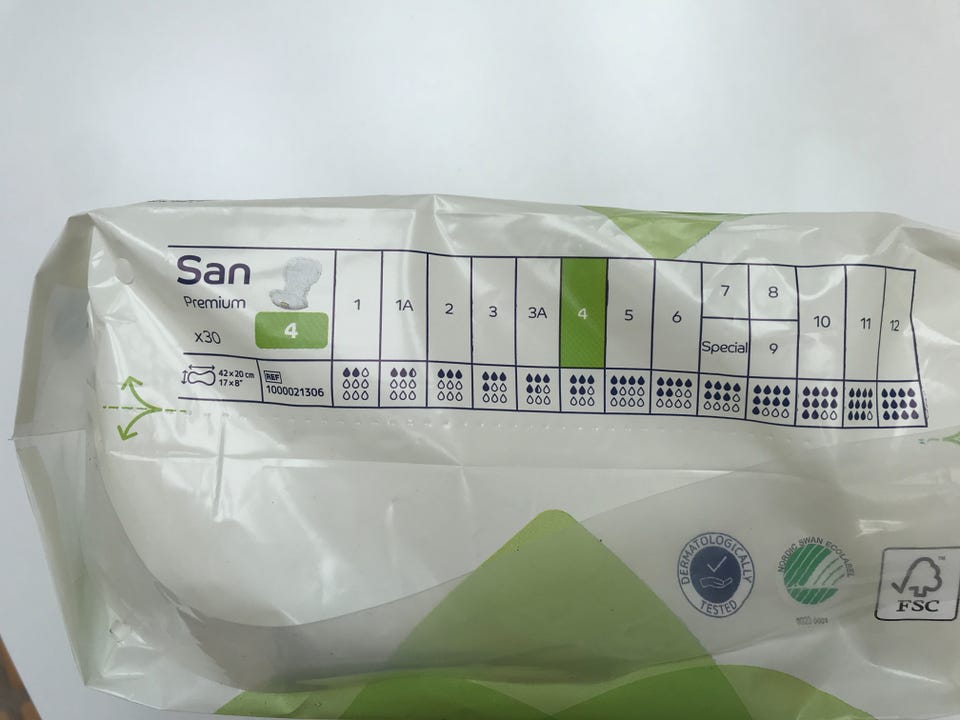 San
Premium
x30
4
42 x 20 cm
17 x 8"
REF
1000021306
1 1A 2 3 3A 4 5 6 7 8 10 11 12
Special 9
DERMATOLOGICALLY TESTED
NORDIC SWAN ECOLABEL
FSC
™